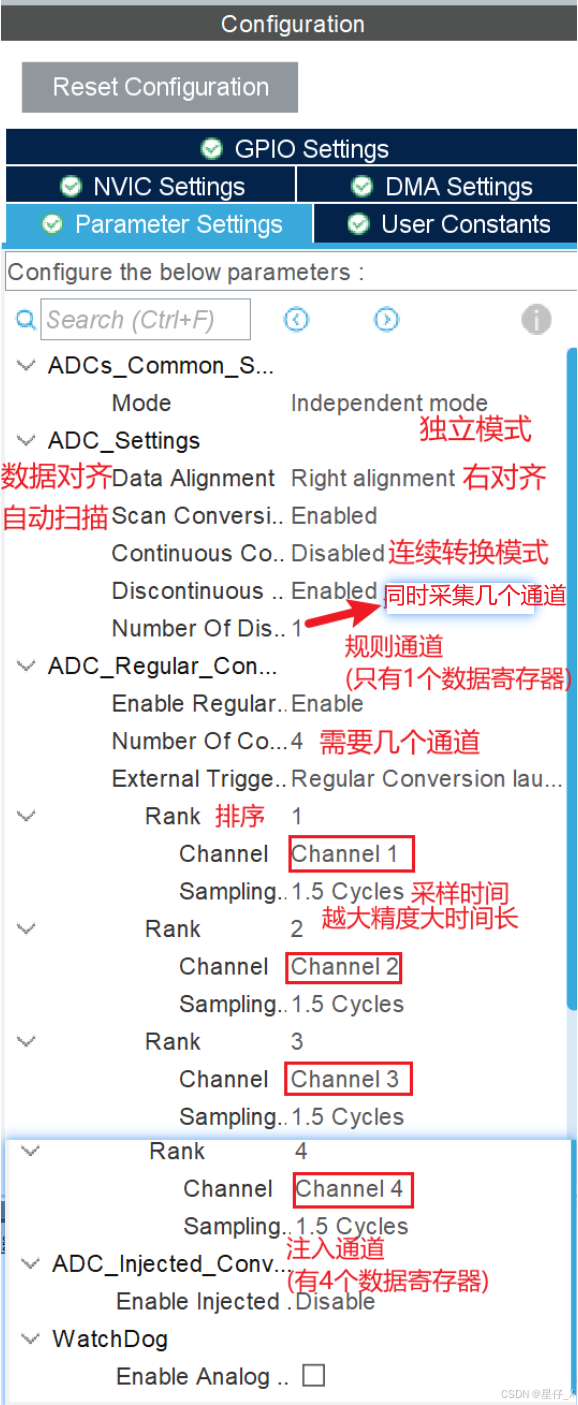 Configuration
Reset Configuration
GPIO Settings
NVIC Settings
DMA Settings
Parameter Settings
User Constants
Configure the below parameters :
Search (Ctrl+F)
ADCs_Common_S...
Mode Independent mode
独立模式
ADC_Settings
数据对齐 Data Alignment Right alignment 右对齐
自动扫描 Scan Conversi.. Enabled
Continuous Co.. Disabled 连续转换模式
Discontinuous .. Enabled 同时采集几个通道
Number Of Dis.. 1
规则通道
(只有1个数据寄存器)
ADC_Regular_Con...
Enable Regular.. Enable
Number Of Co... 4 需要几个通道
External Trigge.. Regular Conversion lau...
Rank 排序 1
Channel Channel 1
Sampling.. 1.5 Cycles 采样时间
越大精度大时间长
Rank 2
Channel Channel 2
Sampling.. 1.5 Cycles
Rank 3
Channel Channel 3
Sampling.. 1.5 Cycles
Rank 4
Channel Channel 4
Sampling.. 1.5 Cycles
注入通道
ADC_Injected_Conv...
(有4个数据寄存器)
Enable Injected . Disable
WatchDog
Enable Analog ..
CSDN @星仔_